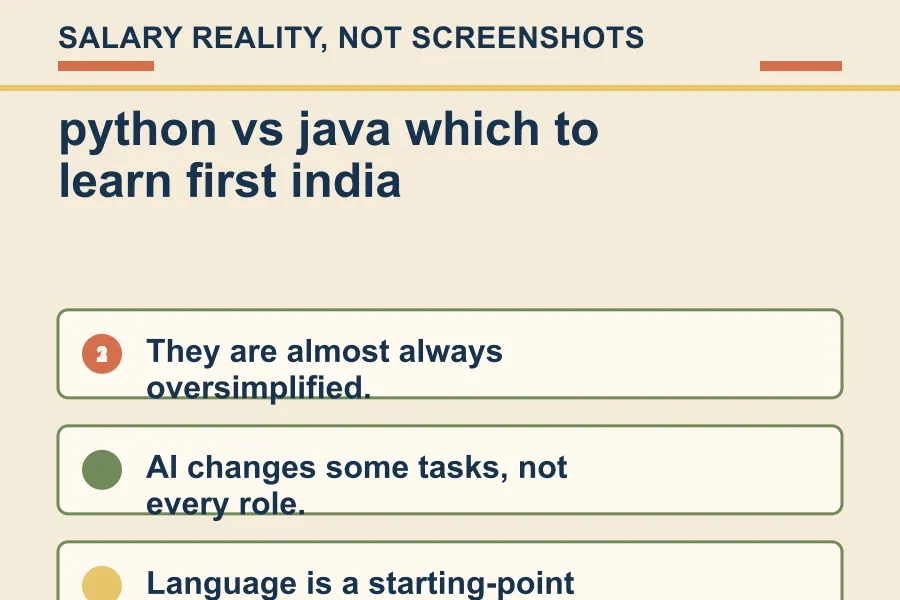 SALARY REALITY, NOT SCREENSHOTS
python vs java which to
learn first india
They are almost always
oversimplified.
AI changes some tasks, not
every role.
Language is a starting-point